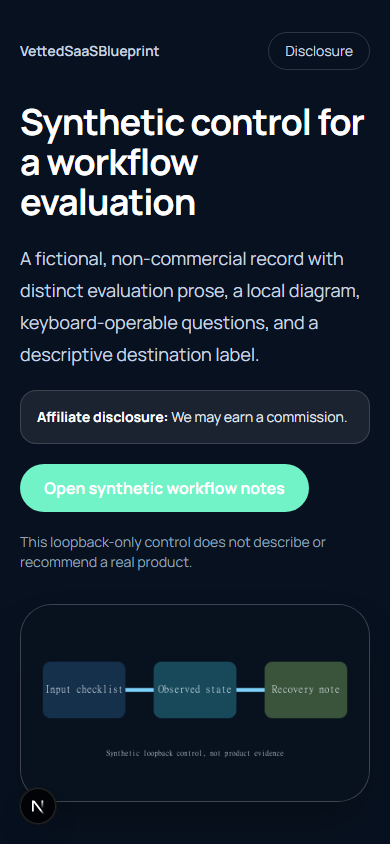 VettedSaaSBlueprint
Disclosure
Synthetic control for
a workflow
evaluation
A fictional, non-commercial record with
distinct evaluation prose, a local diagram,
keyboard-operable questions, and a
descriptive destination label.
Affiliate disclosure: We may earn a commission.
Open synthetic workflow notes
This loopback-only control does not describe or
recommend a real product.
Input checklist
Observed state
Recovery note
Synthetic loopback control, not product evidence
N